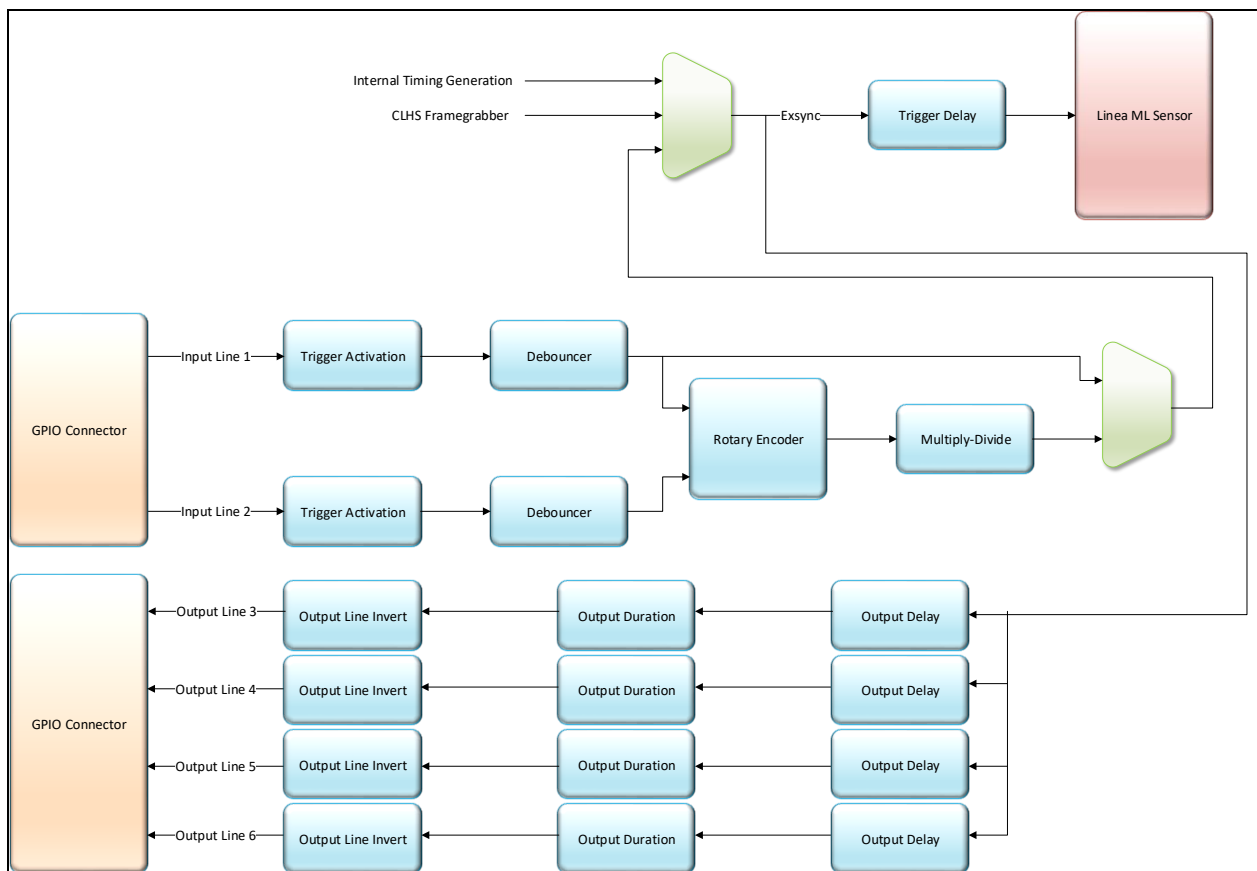 Internal Timing Generation
CLHS Framegrabber
Exsync
Trigger Delay
Linea ML Sensor
GPIO Connector
Input Line 1
Trigger Activation
Debouncer
Rotary Encoder
Multiply-Divide
Input Line 2
Trigger Activation
Debouncer
GPIO Connector
Output Line 3
Output Line Invert
Output Duration
Output Delay
Output Line 4
Output Line Invert
Output Duration
Output Delay
Output Line 5
Output Line Invert
Output Duration
Output Delay
Output Line 6
Output Line Invert
Output Duration
Output Delay